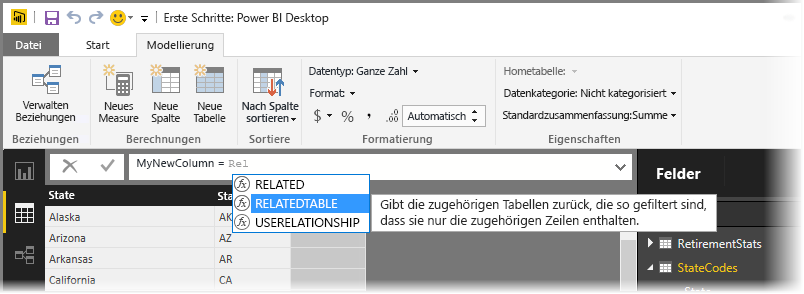 Erste Schritte: Power BI Desktop
Datei Start Modellierung
Verwalten Beziehungen
Neues Measure
Neue Spalte
Neue Tabelle
Nach Spalte sortieren
Datentyp: Ganze Zahl
Format:
$ % , .00 Automatisch
Hometabelle:
Datenkategorie: Nicht kategorisiert
Standardzusammenfassung:Summe
Beziehungen Berechnungen Sortiere Formatierung Eigenschaften
MyNewColumn = Rel
RELATED
RELATEDTABLE
USERELATIONSHIP
Gibt die zugehörigen Tabellen zurück, die so gefiltert sind,
dass sie nur die zugehörigen Zeilen enthalten.
State Sta
Alaska AK
Arizona AZ
Arkansas AR
California CA
Felder
RetirementStats
StateCodes